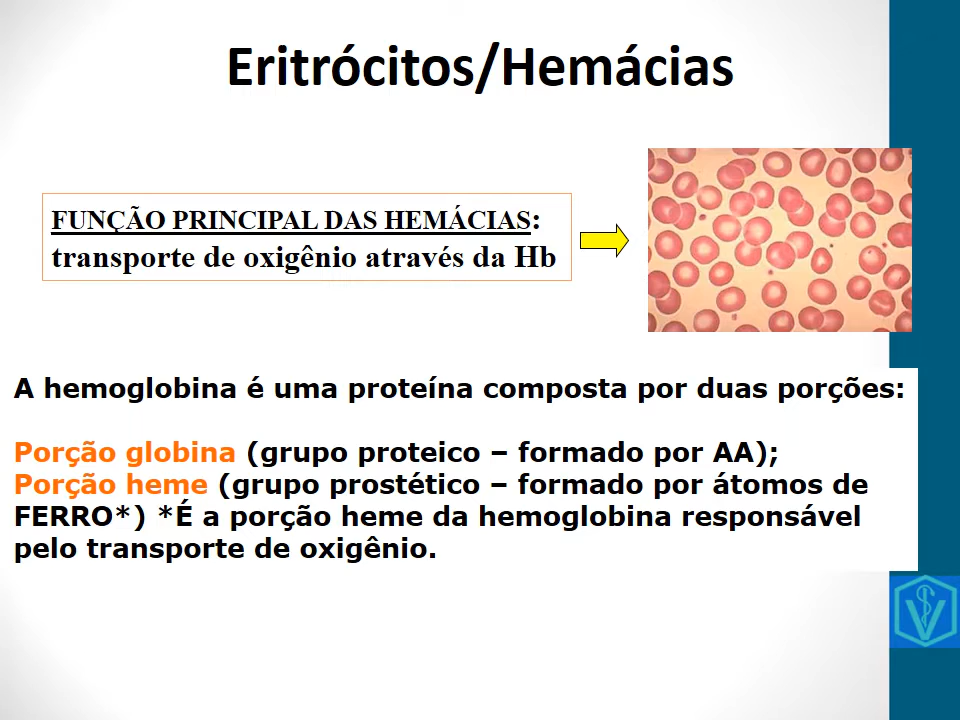 Eritrócitos/Hemácias
FUNÇÃO PRINCIPAL DAS HEMÁCIAS:
transporte de oxigênio através da Hb
A hemoglobina é uma proteína composta por duas porções:
Porção globina (grupo proteico – formado por AA);
Porção heme (grupo prostético – formado por átomos de
FERRO*) *É a porção heme da hemoglobina responsável
pelo transporte de oxigênio.
V